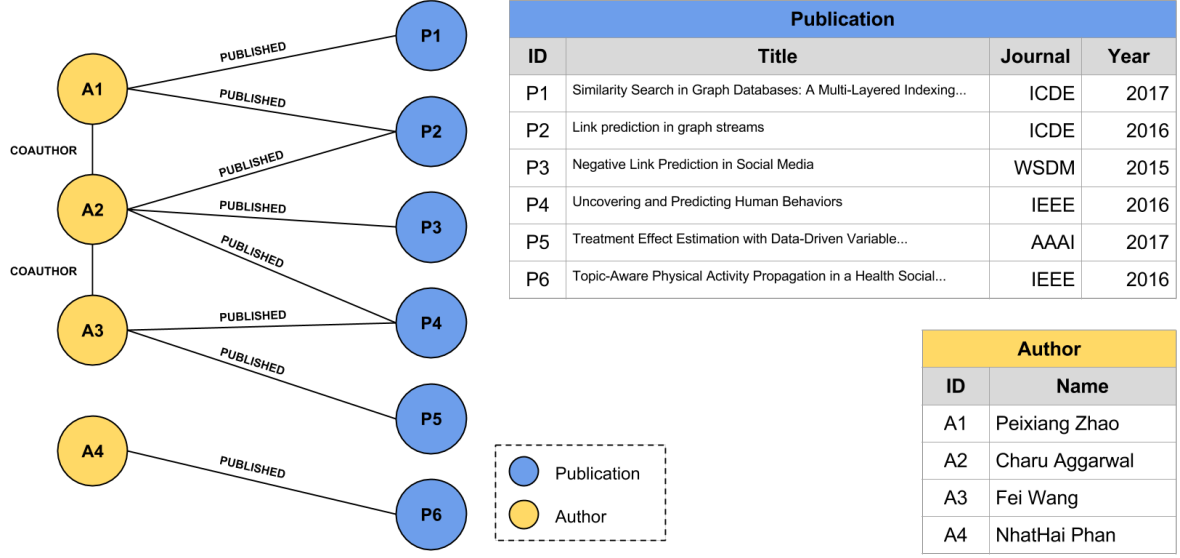 P1
PUBLISHED
A1
PUBLISHED
P2
COAUTHOR
PUBLISHED
A2
PUBLISHED
P3
PUBLISHED
COAUTHOR
PUBLISHED
A3
P4
PUBLISHED
P5
A4
PUBLISHED
P6
Publication
ID Title Journal Year
P1 Similarity Search in Graph Databases: A Multi-Layered Indexing... ICDE 2017
P2 Link prediction in graph streams ICDE 2016
P3 Negative Link Prediction in Social Media WSDM 2015
P4 Uncovering and Predicting Human Behaviors IEEE 2016
P5 Treatment Effect Estimation with Data-Driven Variable... AAAI 2017
P6 Topic-Aware Physical Activity Propagation in a Health Social... IEEE 2016
Author
ID Name
A1 Peixiang Zhao
A2 Charu Aggarwal
A3 Fei Wang
A4 NhatHai Phan
Publication
Author